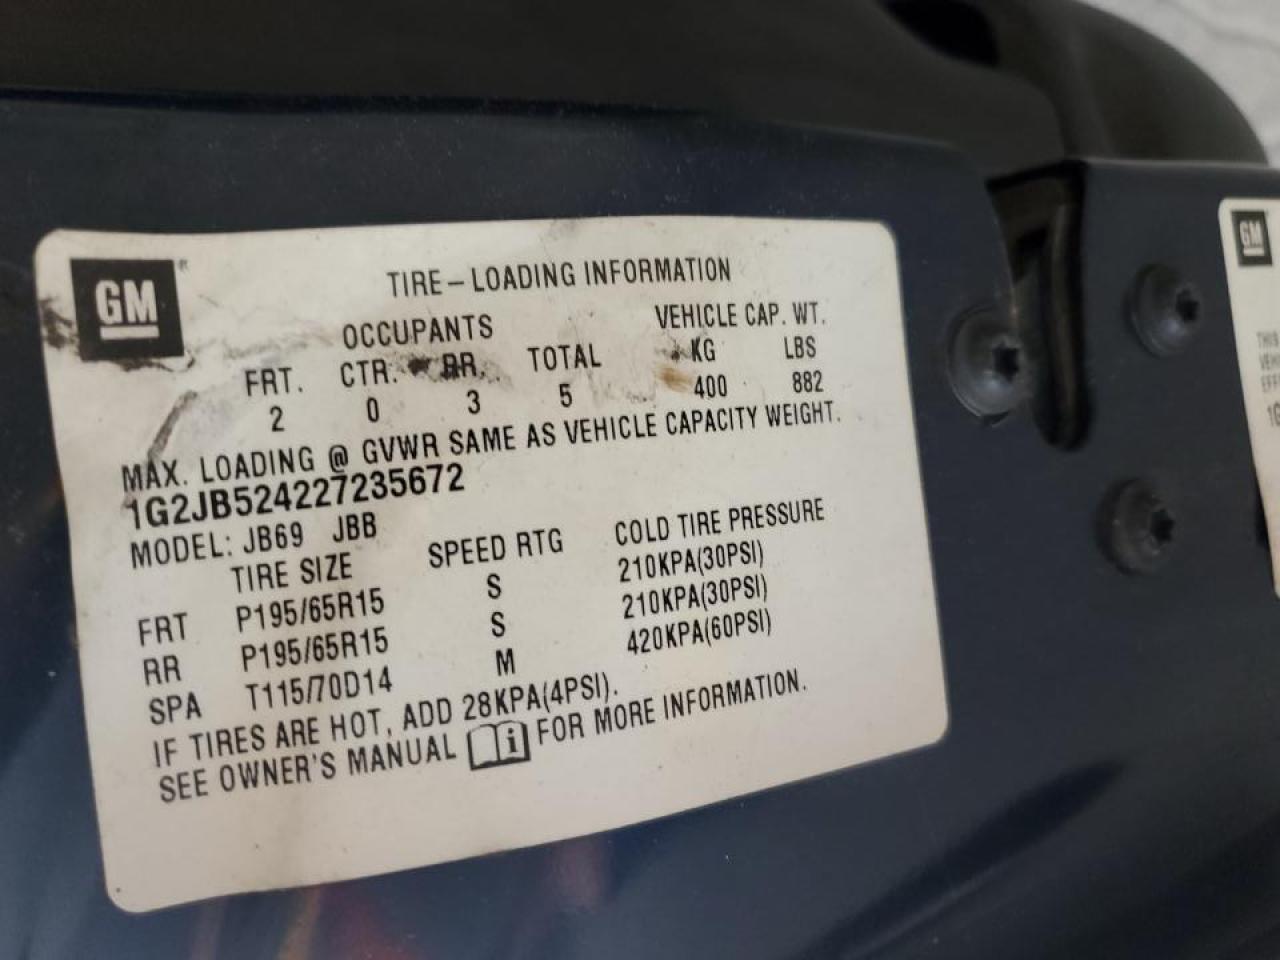 GM
TIRE-LOADING INFORMATION
OCCUPANTS VEHICLE CAP. WT.
FRT. CTR. RR. TOTAL KG LBS
2 0 3 5 400 882
MAX. LOADING @ GVWR SAME AS VEHICLE CAPACITY WEIGHT.
1G2JB524227235672
MODEL: JB69 JBB
TIRE SIZE SPEED RTG COLD TIRE PRESSURE
FRT P195/65R15 S 210KPA(30PSI)
RR P195/65R15 S 210KPA(30PSI)
SPA T115/70D14 M 420KPA(60PSI)
IF TIRES ARE HOT, ADD 28KPA(4PSI).
SEE OWNER'S MANUAL i FOR MORE INFORMATION.
GM
THIS